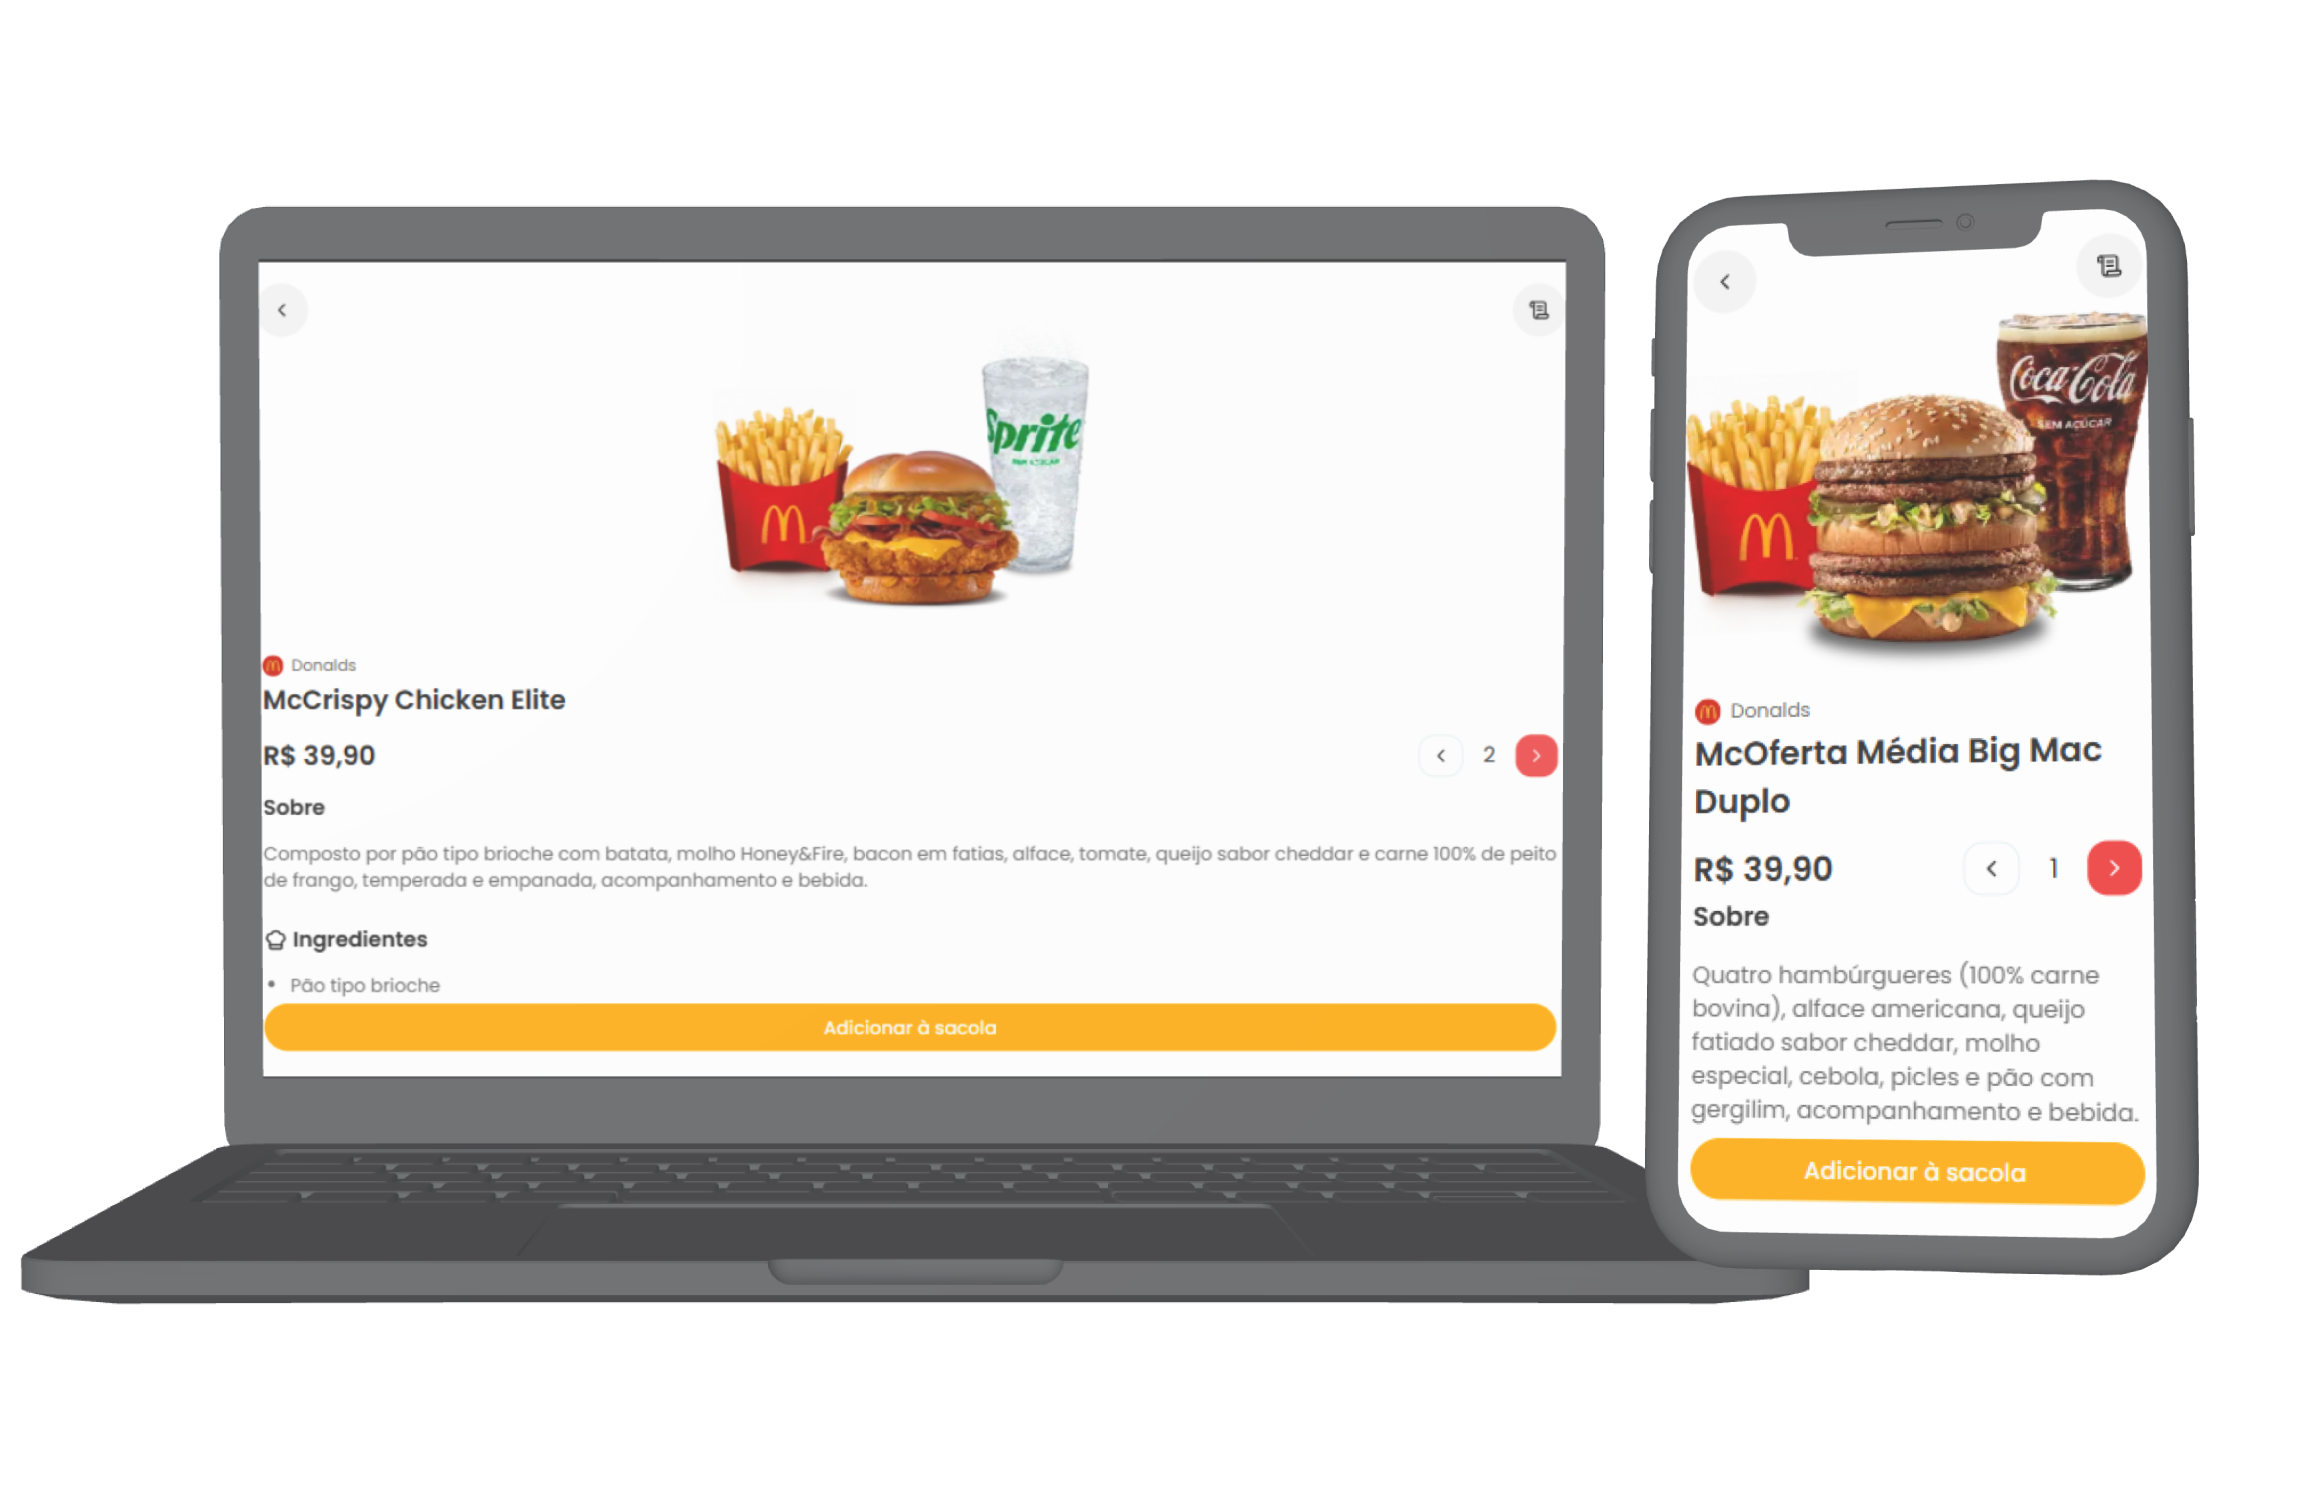 Sprite
SEM AÇÚCAR
Donalds
McCrispy Chicken Elite
R$ 39,90
2
Sobre
Composto por pão tipo brioche com batata, molho Honey&Fire, bacon em fatias, alface, tomate, queijo sabor cheddar e carne 100% de peito
de frango, temperada e empanada, acompanhamento e bebida.
Ingredientes
• Pão tipo brioche
Adicionar à sacola
Coca-Cola
SEM AÇÚCAR
Donalds
McOferta Média Big Mac
Duplo
R$ 39,90
1
Sobre
Quatro hambúrgueres (100% carne
bovina), alface americana, queijo
fatiado sabor cheddar, molho
especial, cebola, picles e pão com
gergilim, acompanhamento e bebida.
Adicionar à sacola